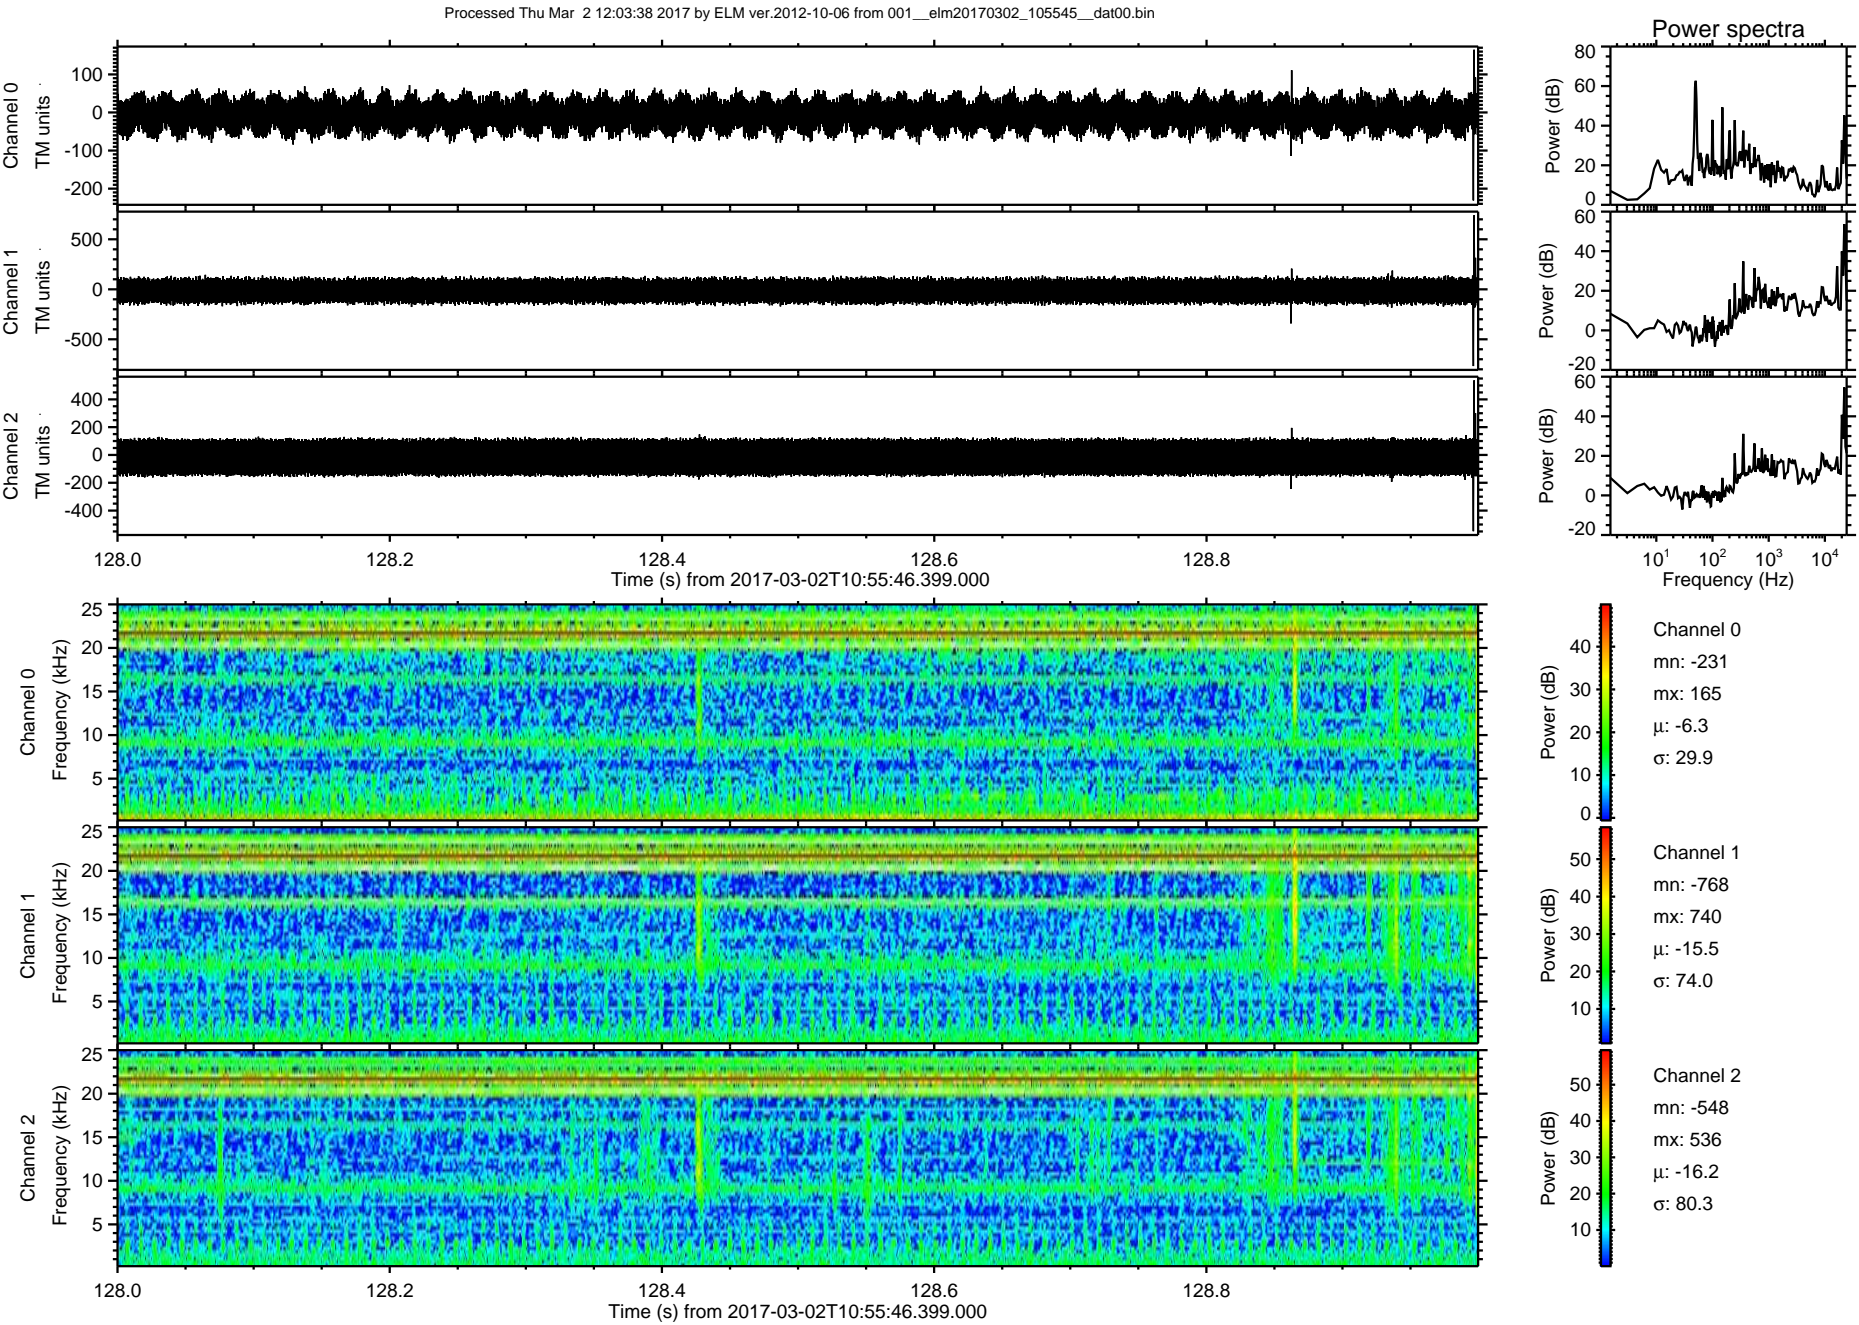 Processed Thu Mar  2 12:03:38 2017 by ELM ver.2012-10-06 from 001__elm20170302_105545__dat00.bin
Power spectra
Channel 0
TM units
100
0
-100
-200
Power (dB)
80
60
40
20
0
Channel 1
TM units
500
0
-500
Power (dB)
60
40
20
0
-20
Channel 2
TM units
400
200
0
-200
-400
Power (dB)
60
40
20
0
-20
128.0 128.2 128.4 128.6 128.8
Time (s) from 2017-03-02T10:55:46.399.000
10¹ 10² 10³ 10⁴
Frequency (Hz)
Channel 0
Frequency (kHz)
25
20
15
10
5
Power (dB)
40
30
20
10
0
Channel 0
mn: -231
mx: 165
μ: -6.3
σ: 29.9
Channel 1
Frequency (kHz)
25
20
15
10
5
Power (dB)
50
40
30
20
10
Channel 1
mn: -768
mx: 740
μ: -15.5
σ: 74.0
Channel 2
Frequency (kHz)
25
20
15
10
5
Power (dB)
50
40
30
20
10
Channel 2
mn: -548
mx: 536
μ: -16.2
σ: 80.3
128.0 128.2 128.4 128.6 128.8
Time (s) from 2017-03-02T10:55:46.399.000